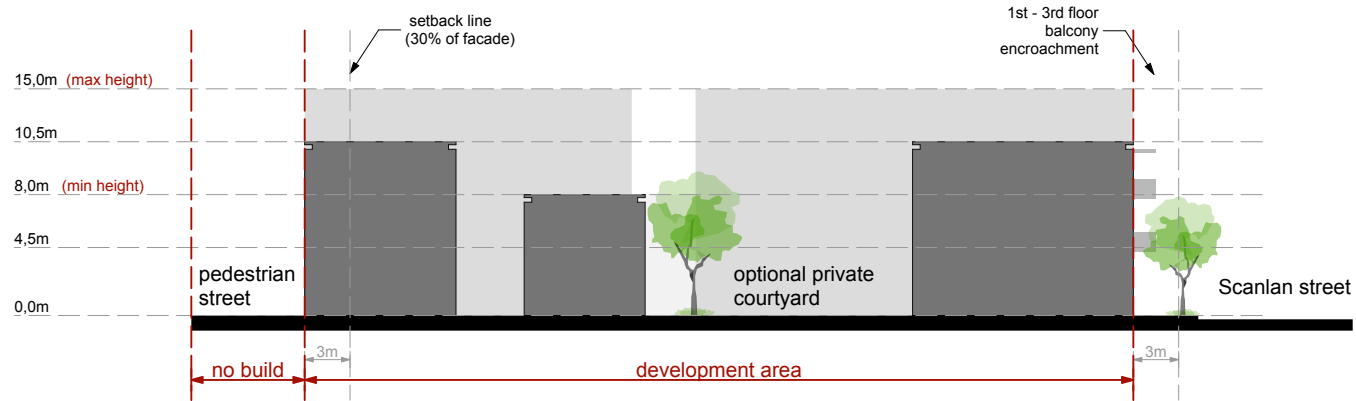 setback line
(30% of facade)
1st - 3rd floor
balcony
encroachment
15,0m (max height)
10,5m
8,0m (min height)
4,5m
pedestrian
street
optional private
courtyard
Scanlan street
0,0m
3m
3m
no build
development area